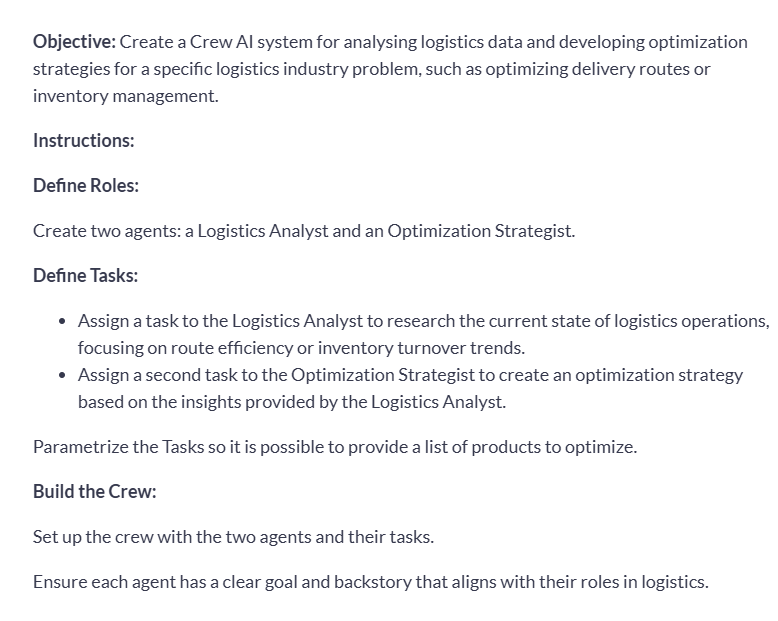 Objective: Create a Crew AI system for analysing logistics data and developing optimization
strategies for a specific logistics industry problem, such as optimizing delivery routes or
inventory management.
Instructions:
Define Roles:
Create two agents: a Logistics Analyst and an Optimization Strategist.
Define Tasks:
• Assign a task to the Logistics Analyst to research the current state of logistics operations,
focusing on route efficiency or inventory turnover trends.
• Assign a second task to the Optimization Strategist to create an optimization strategy
based on the insights provided by the Logistics Analyst.
Parametrize the Tasks so it is possible to provide a list of products to optimize.
Build the Crew:
Set up the crew with the two agents and their tasks.
Ensure each agent has a clear goal and backstory that aligns with their roles in logistics.